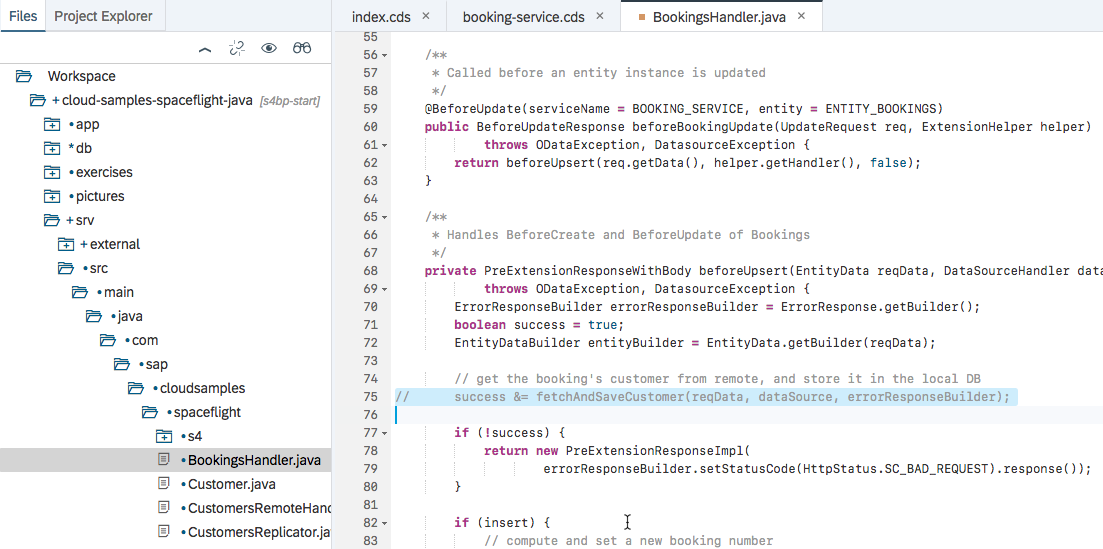 Files Project Explorer
Workspace
+ cloud-samples-spaceflight-java [s4bp-start]
•app
*db
•exercises
•pictures
+srv
+external
•src
•main
•java
•com
•sap
•cloudsamples
•spaceflight
•s4
•BookingsHandler.java
•Customer.java
•CustomersRemoteHand
•CustomersReplicator.ja
index.cds × booking-service.cds × BookingsHandler.java ×
55
56 /**
57 * Called before an entity instance is updated
58 */
59 @BeforeUpdate(serviceName = BOOKING_SERVICE, entity = ENTITY_BOOKINGS)
60 public BeforeUpdateResponse beforeBookingUpdate(UpdateRequest req, ExtensionHelper helper)
61 throws ODataException, DatasourceException {
62 return beforeUpsert(req.getData(), helper.getHandler(), false);
63 }
64
65 /**
66 * Handles BeforeCreate and BeforeUpdate of Bookings
67 */
68 private PreExtensionResponseWithBody beforeUpsert(EntityData reqData, DataSourceHandler data
69 throws ODataException, DatasourceException {
70 ErrorResponseBuilder errorResponseBuilder = ErrorResponse.getBuilder();
71 boolean success = true;
72 EntityDataBuilder entityBuilder = EntityData.getBuilder(reqData);
73
74 // get the booking's customer from remote, and store it in the local DB
75 // success &= fetchAndSaveCustomer(reqData, dataSource, errorResponseBuilder);
76
77 if (!success) {
78 return new PreExtensionResponseImpl(
79 errorResponseBuilder.setStatusCode(HttpStatus.SC_BAD_REQUEST).response());
80 }
81
82 if (insert) {
83 // compute and set a new booking number